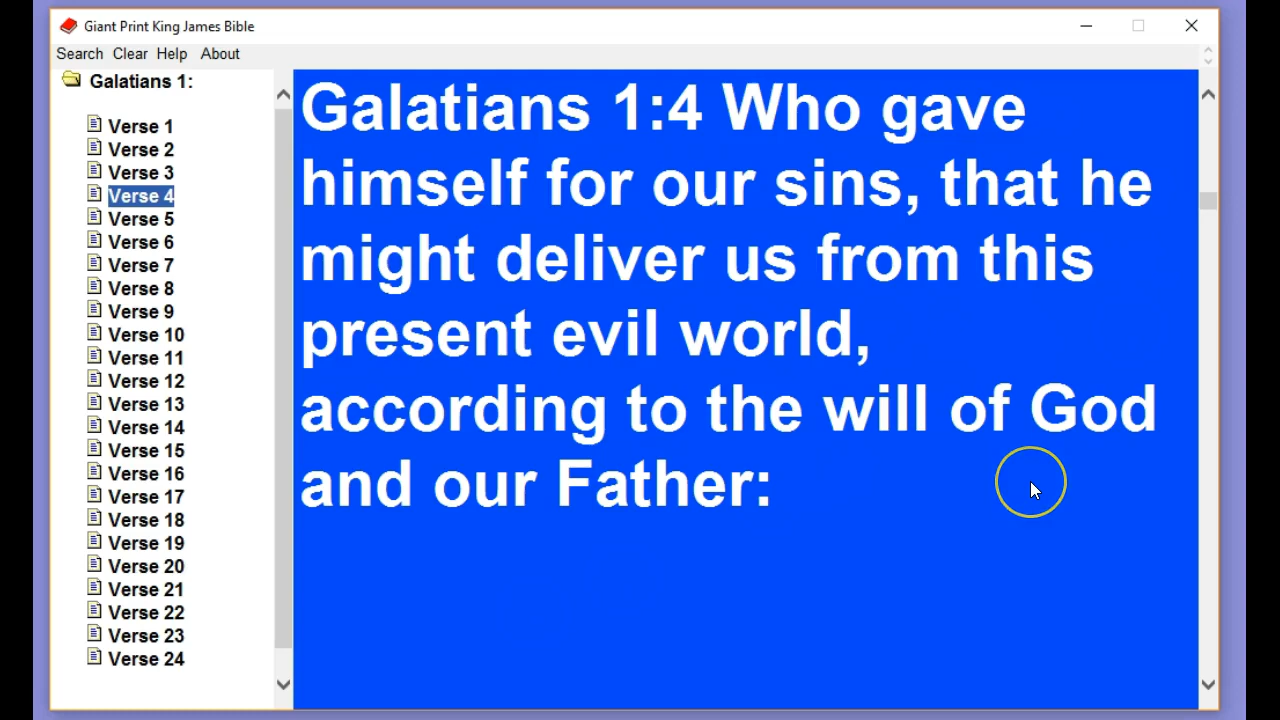 Giant Print King James Bible
Search Clear Help About
Galatians 1:
Verse 1
Verse 2
Verse 3
Verse 4
Verse 5
Verse 6
Verse 7
Verse 8
Verse 9
Verse 10
Verse 11
Verse 12
Verse 13
Verse 14
Verse 15
Verse 16
Verse 17
Verse 18
Verse 19
Verse 20
Verse 21
Verse 22
Verse 23
Verse 24
Galatians 1:4 Who gave
himself for our sins, that he
might deliver us from this
present evil world,
according to the will of God
and our Father: